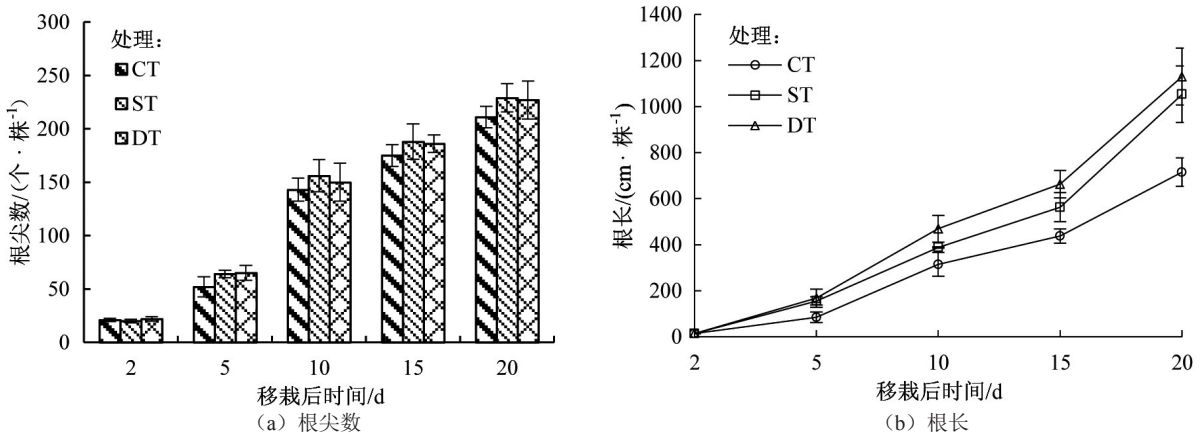 300
250
200
150
100
50
0
根尖数/(个·株-1)
处理：
CT
ST
DT
2 5 10 15 20
移栽后时间/d
（a）根尖数
1400
1200
1000
800
600
400
200
0
根长/(cm·株-1)
处理：
CT
ST
DT
2 5 10 15 20
移栽后时间/d
（b）根长